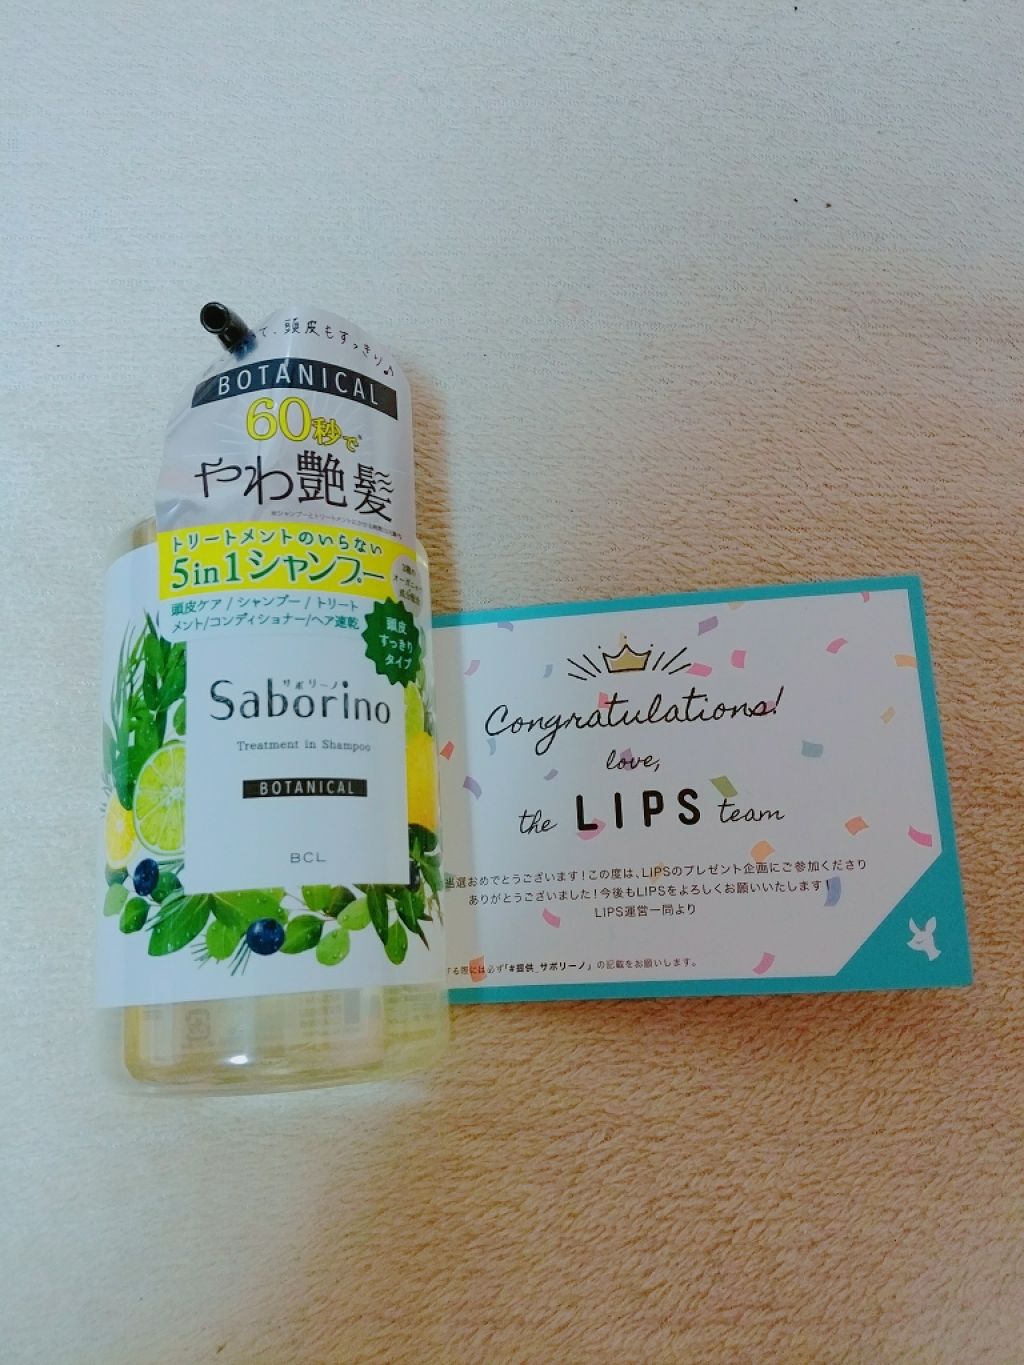 て、頭皮もすっきり♪
BOTANICAL
60秒で
やわ艶髪
トリートメントのいらない
5in1シャンプー
頭皮ケア/シャンプー/トリート
メント/コンディショナー/ヘア速乾
頭皮
すっきり
タイプ
サボリーノ
Saborino
Treatment in Shampoo
BOTANICAL
BCL
Congratulations!
love,
the LIPS team
当選おめでとうございます!この度は、LIPSのプレゼント企画にご参加くださり
ありがとうございました!今後もLIPSをよろしくお願いいたします!
LIPS運営一同より
する際には必ず「#提供_サボリーノ」の記載をお願いします。